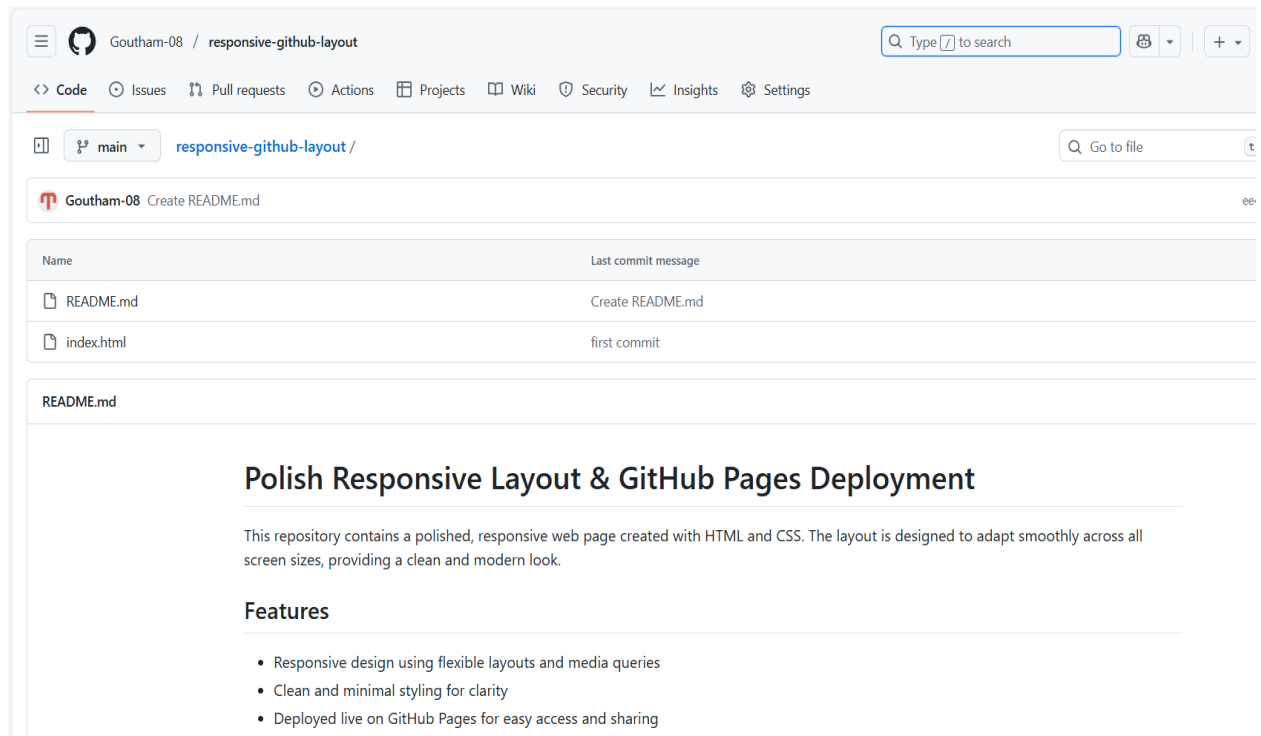 Goutham-08 / responsive-github-layout
Type / to search
Code Issues Pull requests Actions Projects Wiki Security Insights Settings
main responsive-github-layout /
Go to file t
Goutham-08 Create README.md
Name Last commit message
README.md Create README.md
index.html first commit
README.md
Polish Responsive Layout & GitHub Pages Deployment
This repository contains a polished, responsive web page created with HTML and CSS. The layout is designed to adapt smoothly across all
screen sizes, providing a clean and modern look.
Features
• Responsive design using flexible layouts and media queries
• Clean and minimal styling for clarity
• Deployed live on GitHub Pages for easy access and sharing